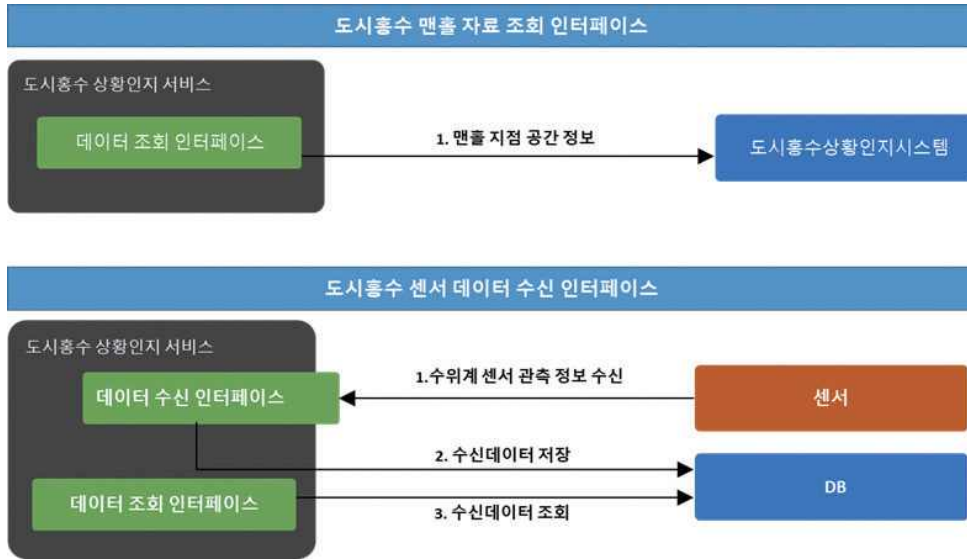 도시홍수 맨홀 자료 조회 인터페이스
도시홍수 상황인지 서비스
데이터 조회 인터페이스
1. 맨홀 지점 공간 정보
도시홍수상황인지시스템
도시홍수 센서 데이터 수신 인터페이스
도시홍수 상황인지 서비스
데이터 수신 인터페이스
1.수위계 센서 관측 정보 수신
센서
2. 수신데이터 저장
DB
데이터 조회 인터페이스
3. 수신데이터 조회